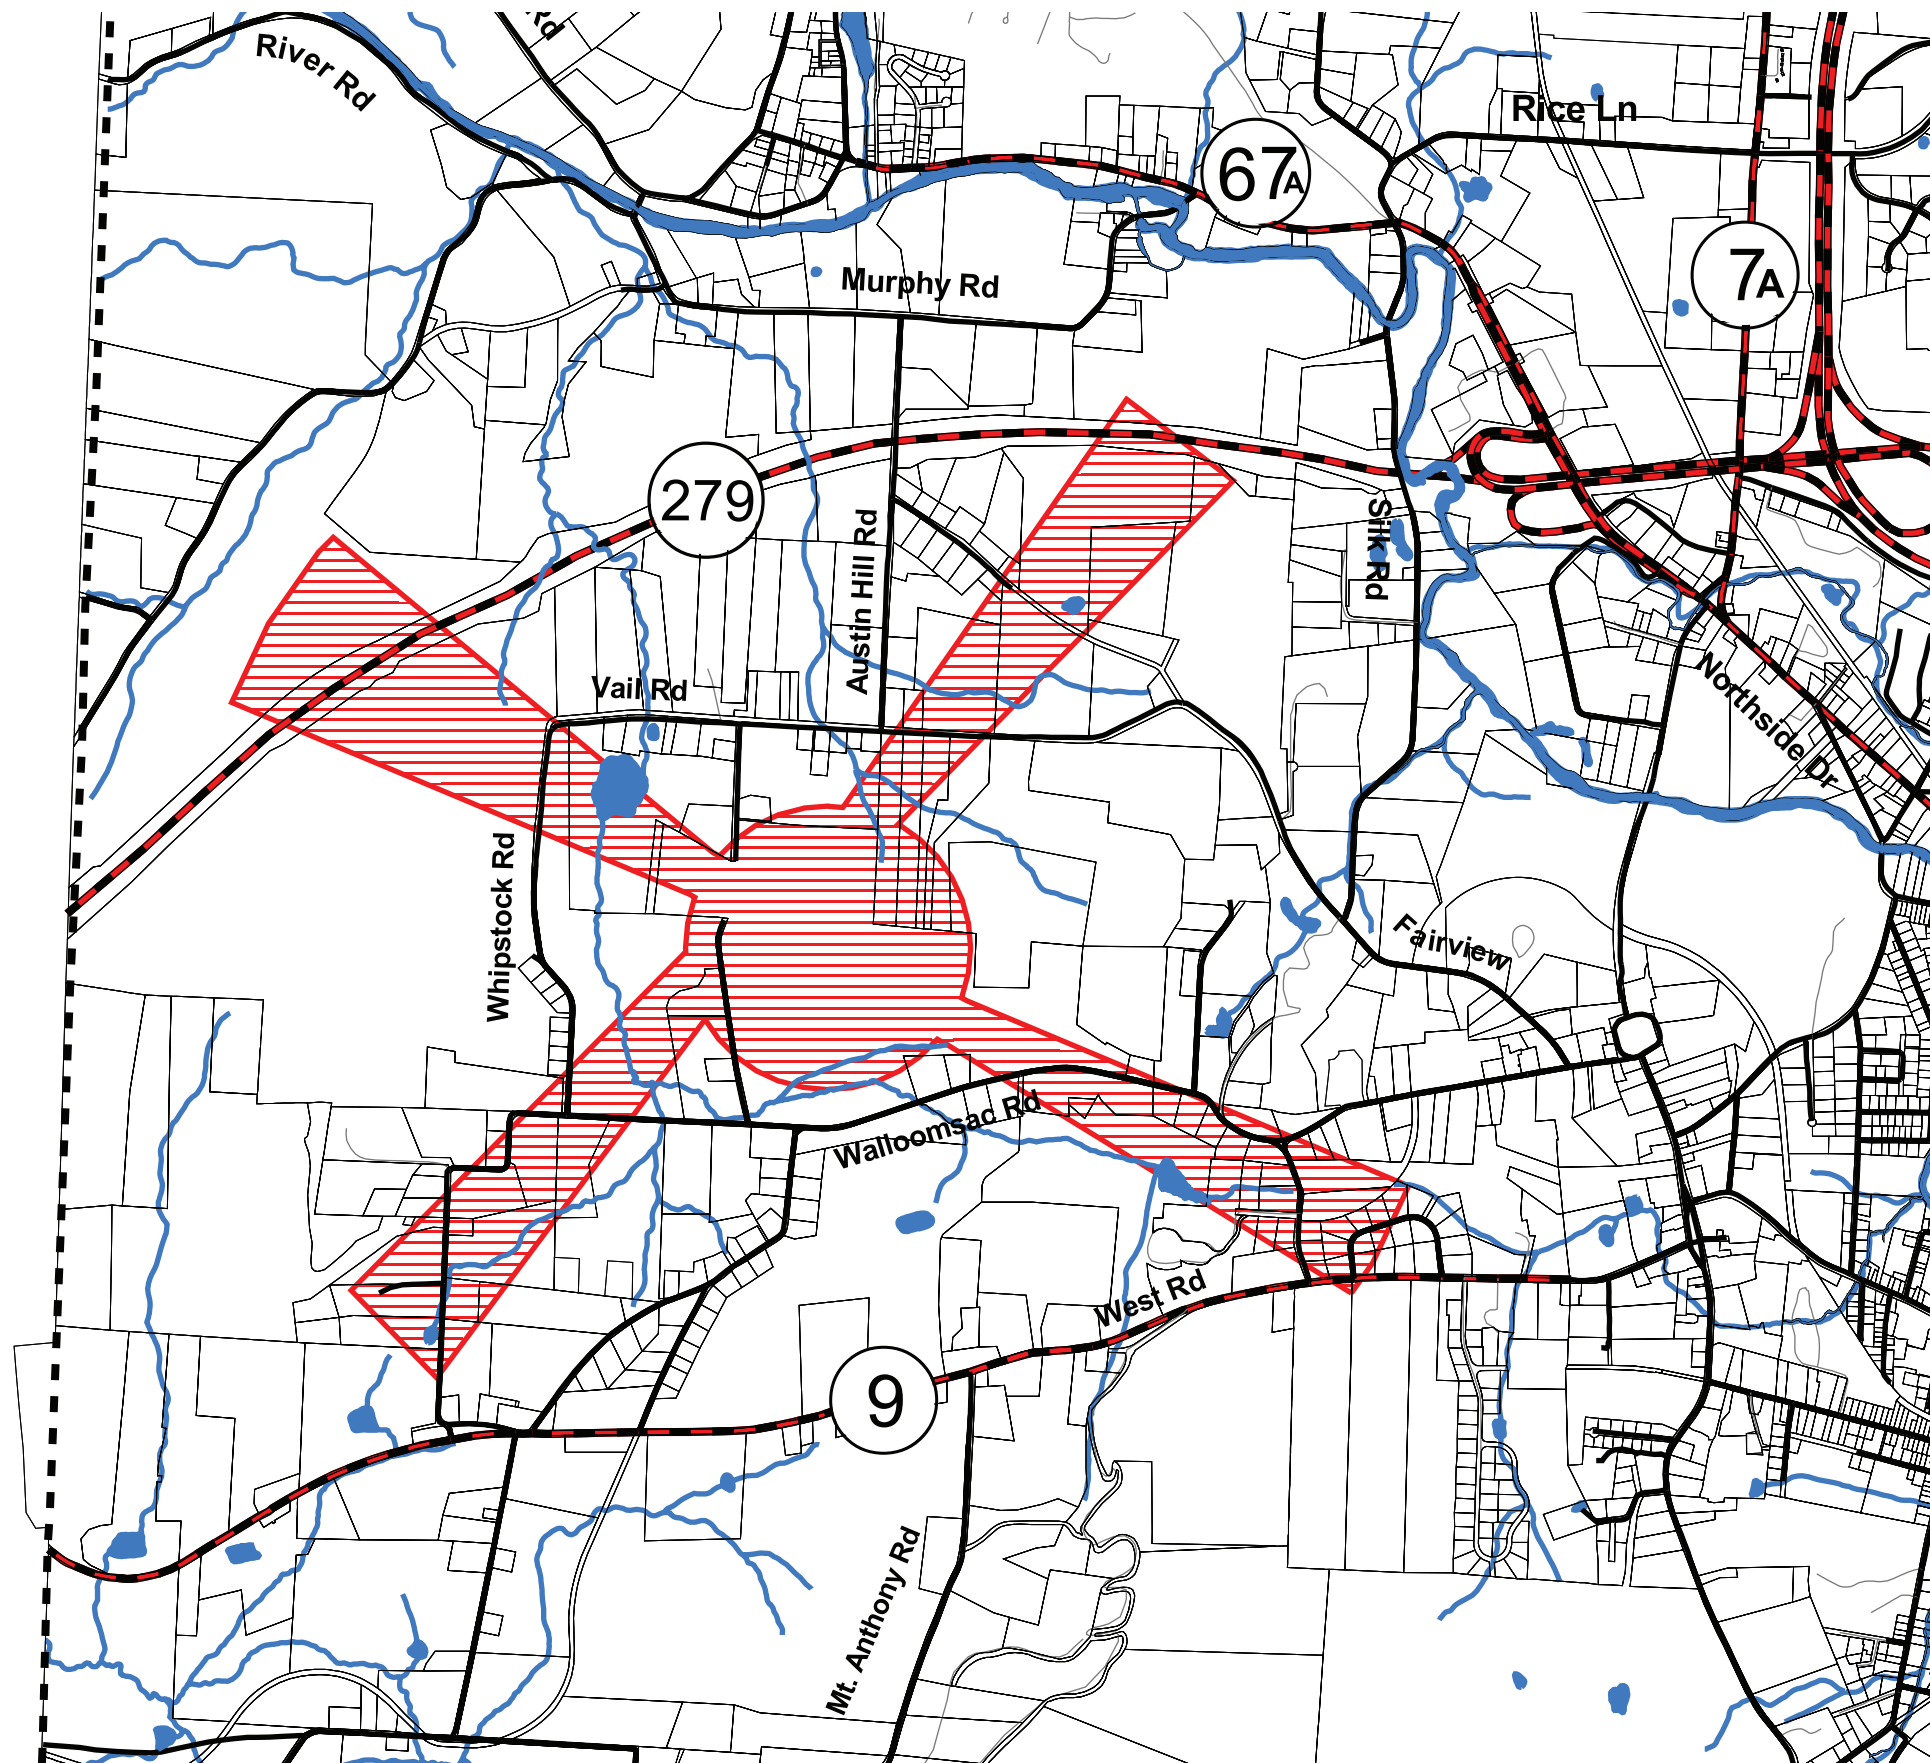 Rd
River Rd
Rice Ln
67A
7A
Murphy Rd
279
Silk Rd
Austin Hill Rd
Vail Rd
Northside Dr
Whipstock Rd
Fairview
Walloomsac Rd
West Rd
9
Mt. Anthony Rd